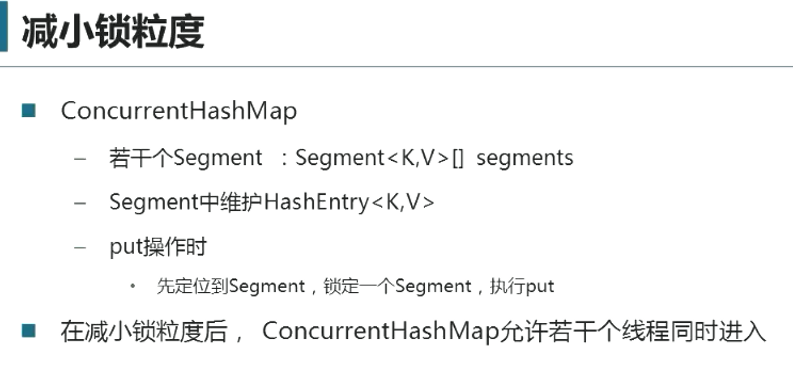 减小锁粒度
ConcurrentHashMap
– 若干个Segment ：Segment<K,V>[] segments
– Segment中维护HashEntry<K,V>
– put操作时
• 先定位到Segment，锁定一个Segment，执行put
在减小锁粒度后， ConcurrentHashMap允许若干个线程同时进入